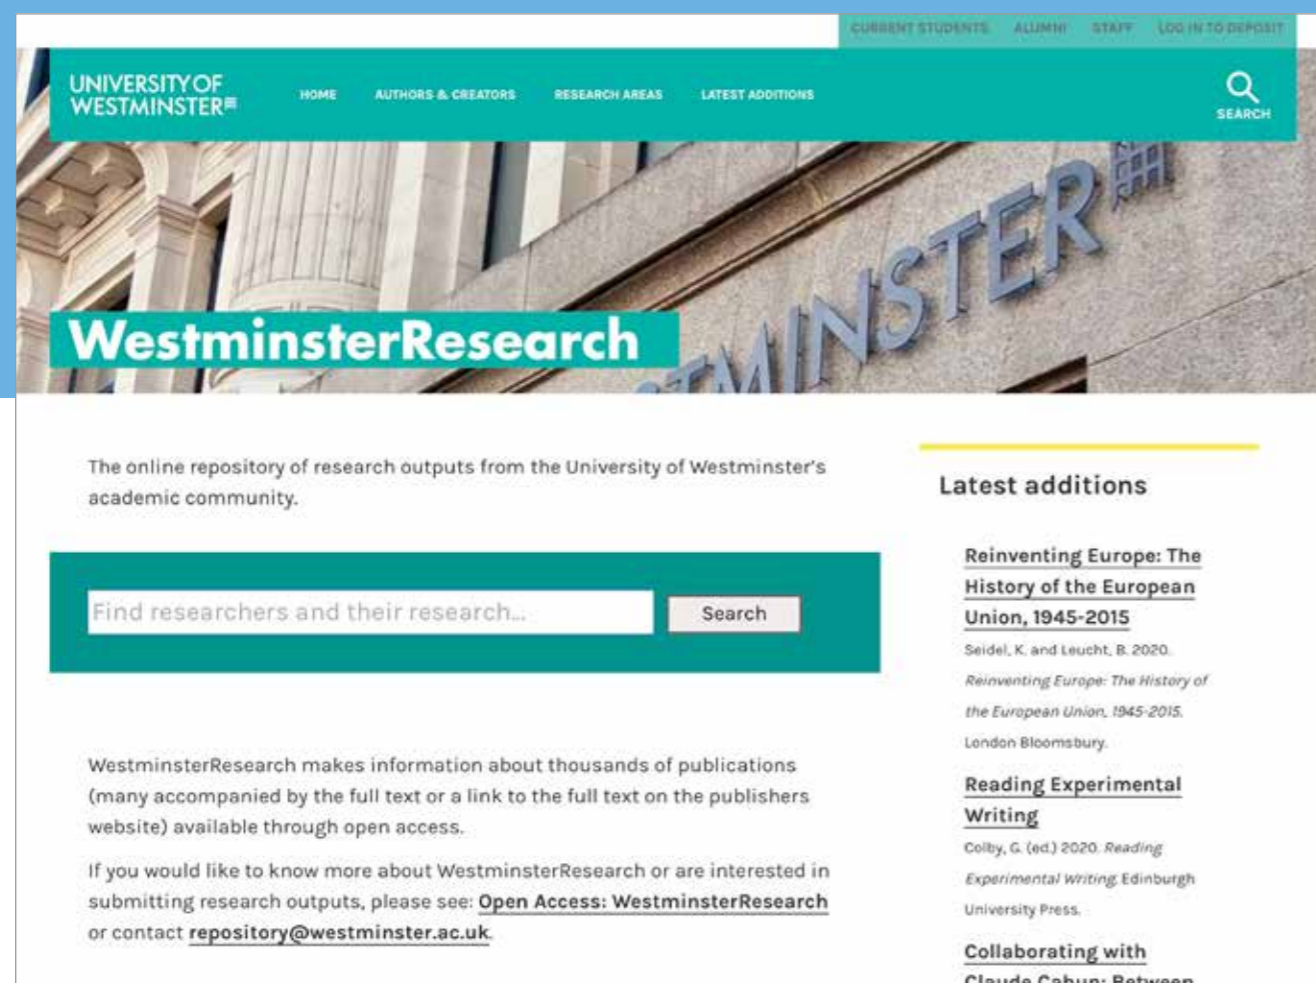 CURRENT STUDENTS ALUMNI STAFF LOG IN TO DEPOSIT
UNIVERSITY OF
WESTMINSTER
HOME AUTHORS & CREATORS RESEARCH AREAS LATEST ADDITIONS
SEARCH
WESTMINSTER
WestminsterResearch
The online repository of research outputs from the University of Westminster's
academic community.
Find researchers and their research...
Search
WestminsterResearch makes information about thousands of publications
(many accompanied by the full text or a link to the full text on the publishers
website) available through open access.
If you would like to know more about WestminsterResearch or are interested in
submitting research outputs, please see: Open Access: WestminsterResearch
or contact repository@westminster.ac.uk.
Latest additions
Reinventing Europe: The
History of the European
Union, 1945-2015
Seidel, K. and Leucht, B. 2020.
Reinventing Europe: The History of
the European Union, 1945-2015.
London Bloomsbury.
Reading Experimental
Writing
Colby, G. (ed.) 2020. Reading
Experimental Writing. Edinburgh
University Press.
Collaborating with
Claude Cahun: Between